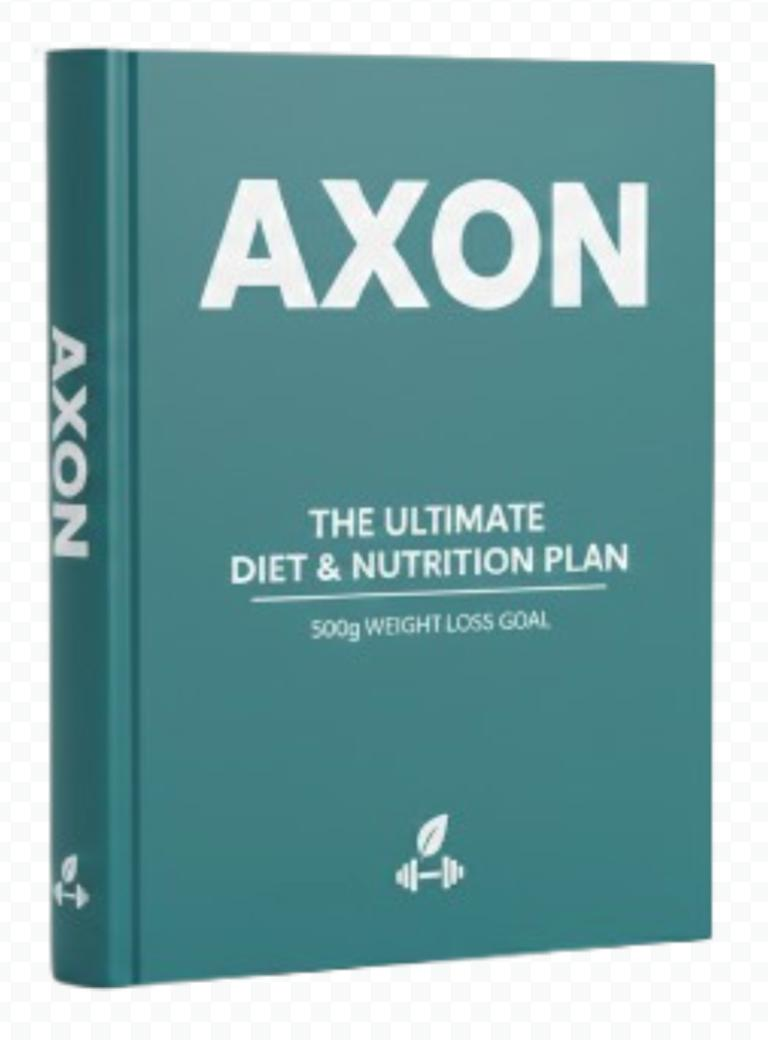 AXON
AXON
THE ULTIMATE
DIET & NUTRITION PLAN
500g WEIGHT LOSS GOAL